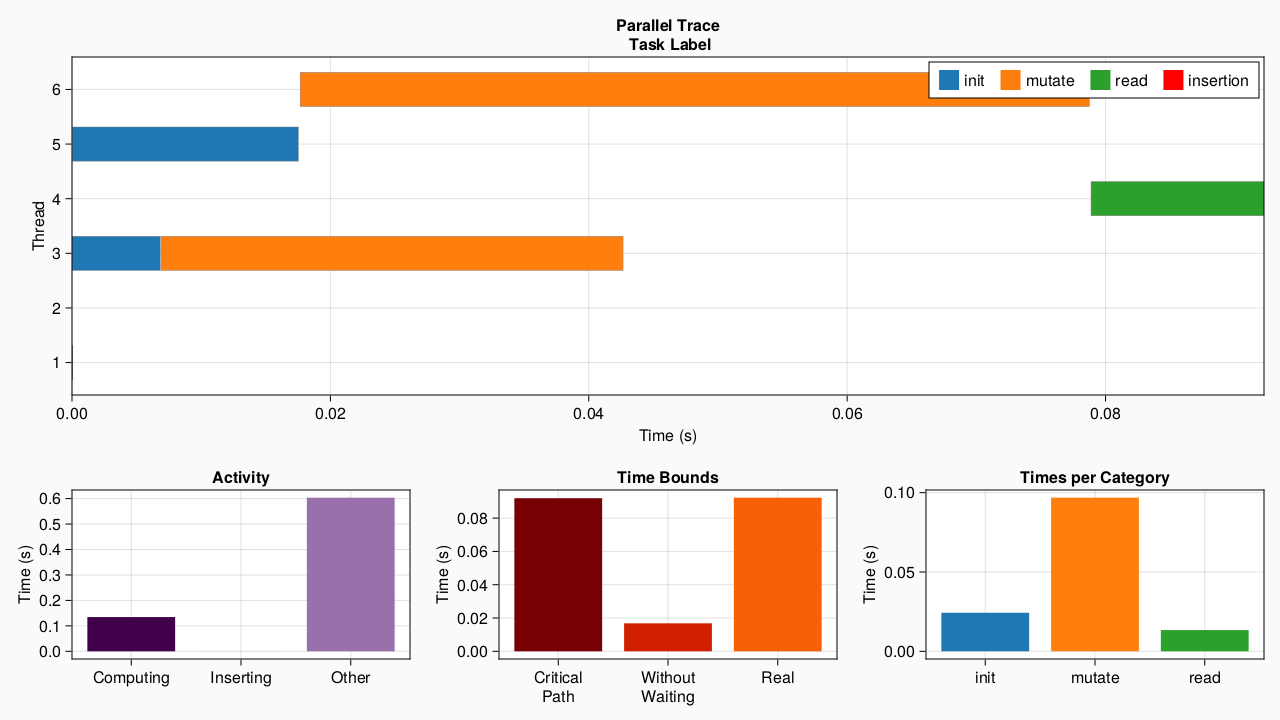 Parallel Trace
Task Label
init mutate read insertion
Thread
6
5
4
3
2
1
0.00 0.02 0.04 0.06 0.08
Time (s)
Activity
Time (s)
0.6
0.5
0.4
0.3
0.2
0.1
0.0
Computing Inserting Other
Time Bounds
Time (s)
0.08
0.06
0.04
0.02
0.00
Critical Path
Without Waiting
Real
Times per Category
Time (s)
0.10
0.05
0.00
init mutate read